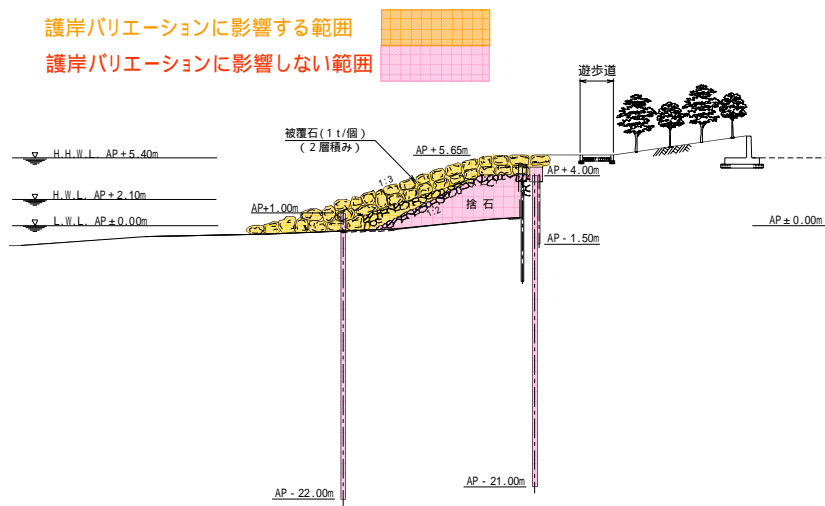 護岸バリエーションに影響する範囲
護岸バリエーションに影響しない範囲
遊歩道
被覆石(1t/個)
(2層積み)
H.H.W.L. AP+5.40m
AP+5.65m
AP+4.00m
1:3
H.W.L. AP+2.10m
AP+1.00m
1:2
捨石
L.W.L. AP±0.00m
AP±0.00m
AP-1.50m
AP-21.00m
AP-22.00m